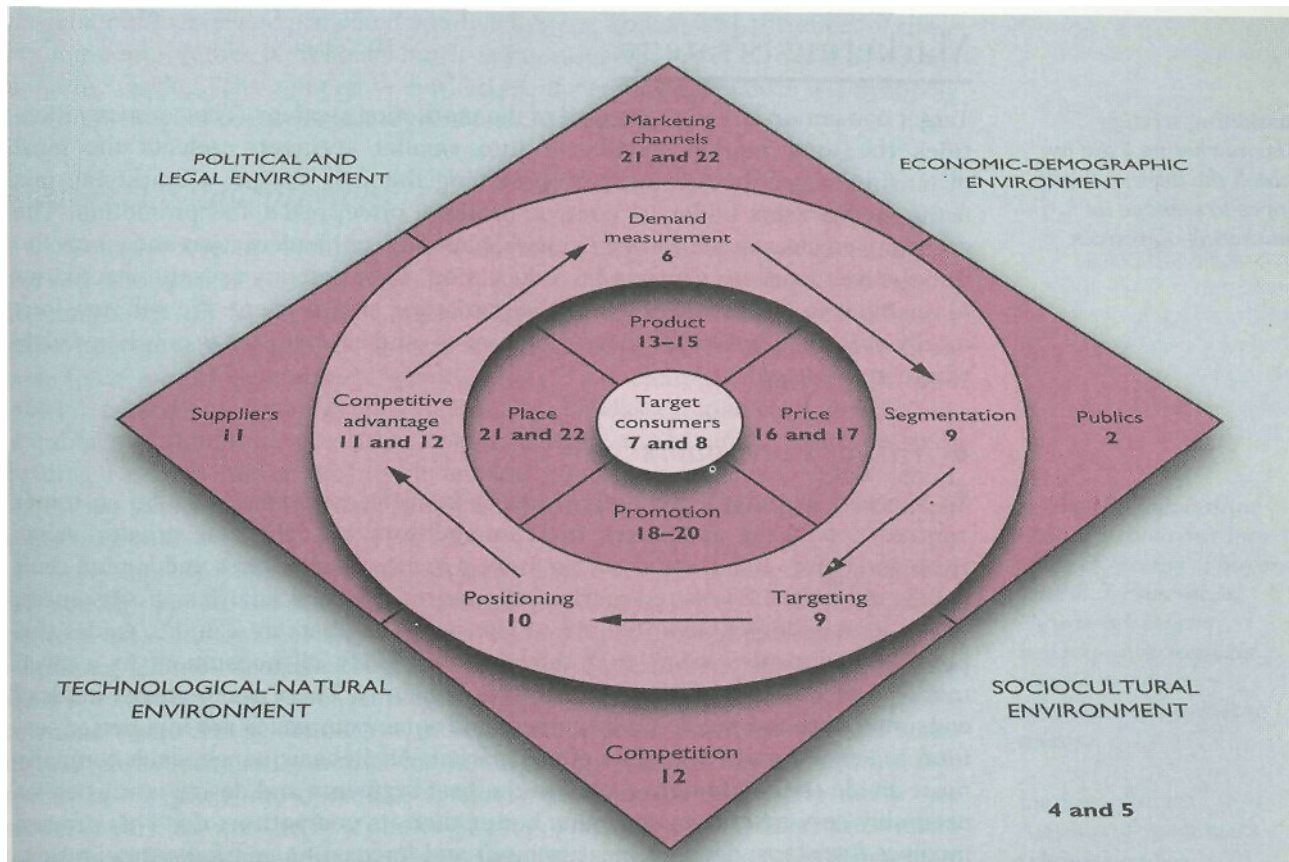 Marketing
channels
21 and 22
POLITICAL AND
LEGAL ENVIRONMENT
ECONOMIC-DEMOGRAPHIC
ENVIRONMENT
Demand
measurement
6
Product
13–15
Suppliers
11
Competitive
advantage
11 and 12
Place
21 and 22
Target
consumers
7 and 8
Price
16 and 17
Segmentation
9
Publics
2
Promotion
18–20
Positioning
10
Targeting
9
TECHNOLOGICAL-NATURAL
ENVIRONMENT
SOCIOCULTURAL
ENVIRONMENT
Competition
12
4 and 5